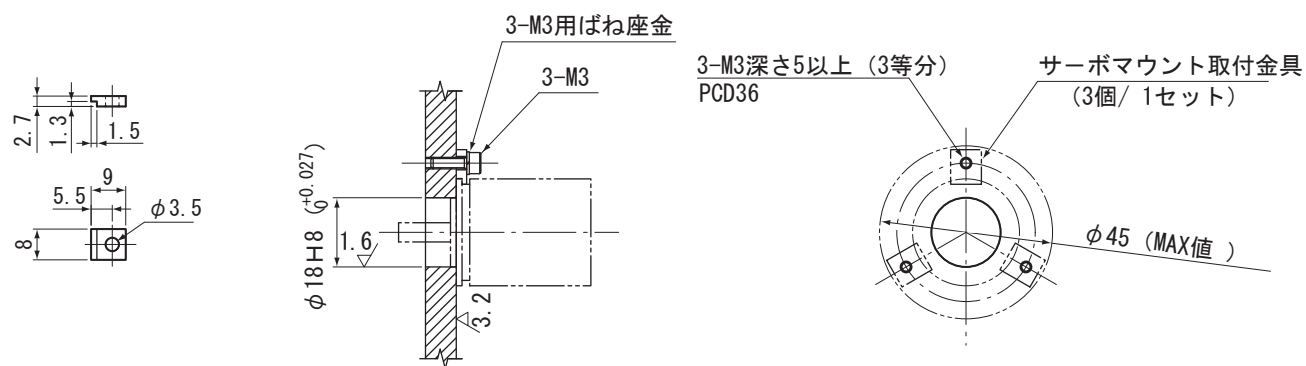 3-M3用ばね座金
3-M3
3-M3深さ5以上（3等分）
PCD36
サーボマウント取付金具
（3個/ 1セット）
2.7
1.3
1.5
9
5.5
φ3.5
8
φ18H8 (+0.027 0)
1.6
3.2
φ45（MAX値 ）